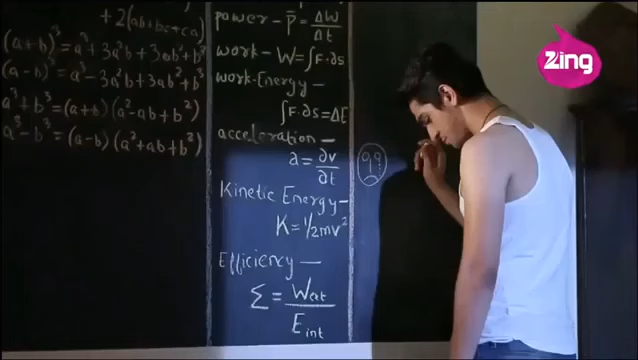 +2(ab+bc+ca)
(a+b)³=a³+3a²b+3ab²+b³
(a-b)³=a³-3a²b+3ab²-b³
a³+b³=(a+b)(a²-ab+b²)
a³-b³=(a-b)(a²+ab+b²)
power - P̄ = ΔW/Δt
work - W=∫F.∂s
work-Energy -
∫F.∂s=ΔE
acceleration -
a = ∂v/∂t
Kinetic Energy -
K = 1/2mv²
Efficiency —
Σ = W_ext/E_int
zing